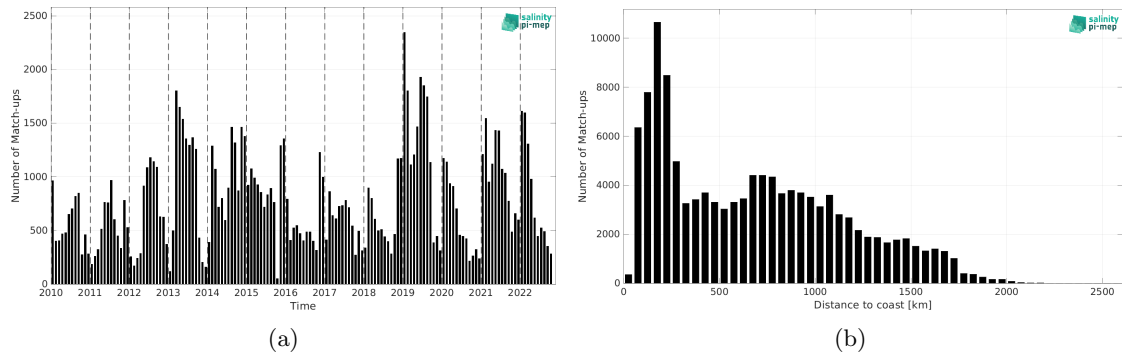 2500
2000
1500
1000
500
0
Number of Match-ups
2010 2011 2012 2013 2014 2015 2016 2017 2018 2019 2020 2021 2022
Time
salinity
pi-mep
(a)
10000
8000
6000
4000
2000
0
Number of Match-ups
0 500 1000 1500 2000 2500
Distance to coast [km]
salinity
pi-mep
(b)